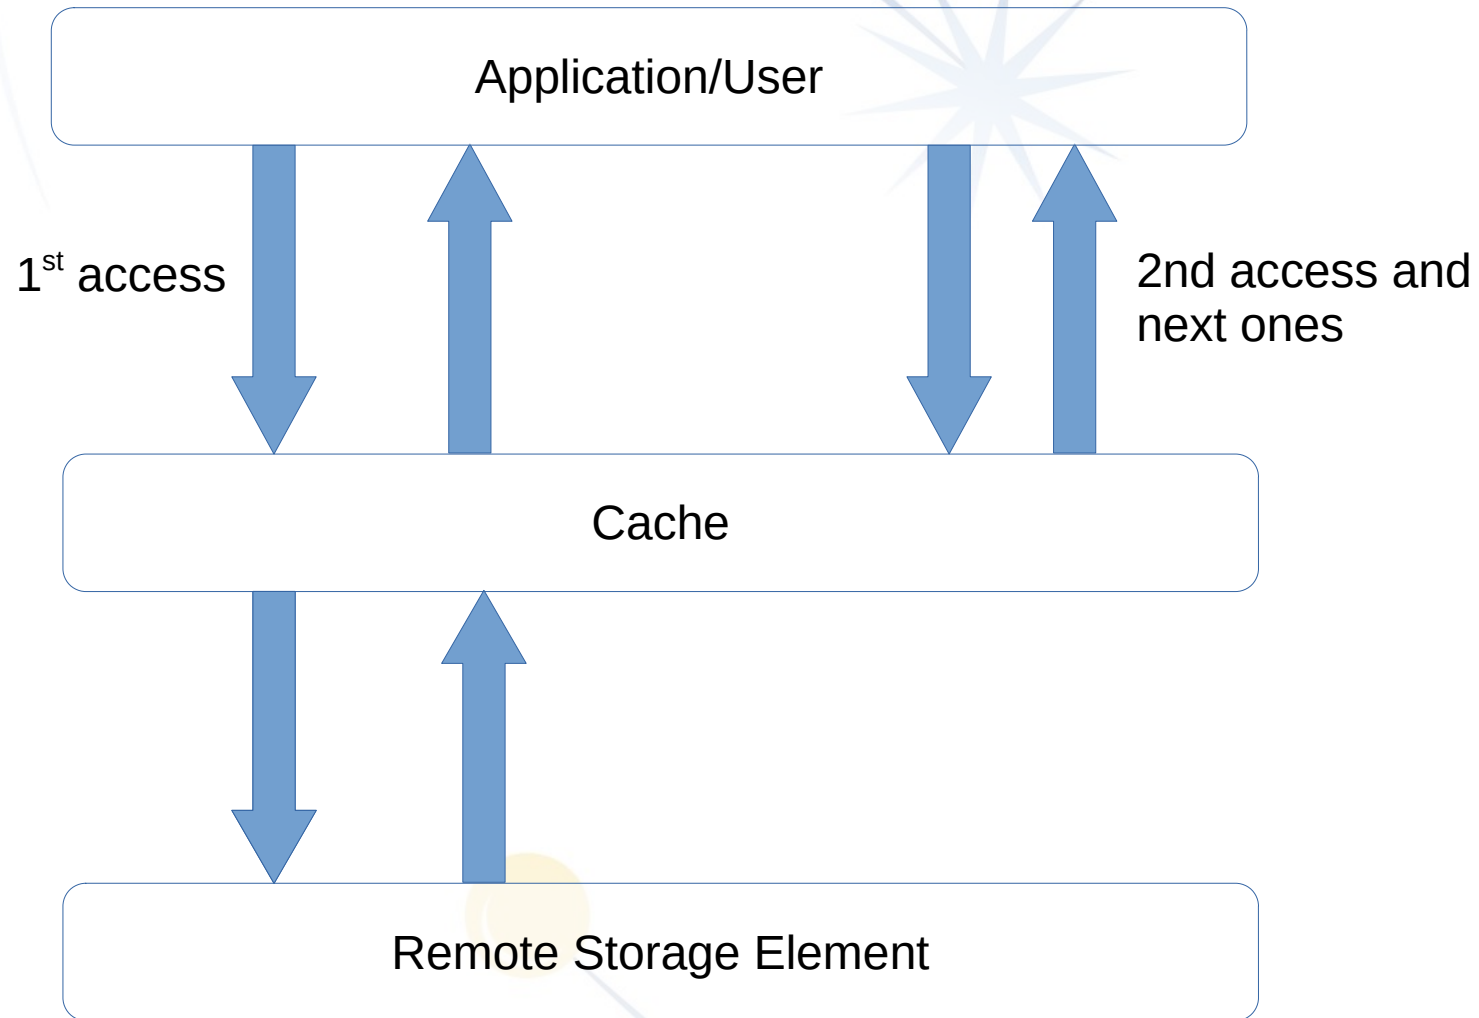 Application/User
1st access
2nd access and
next ones
Cache
Remote Storage Element